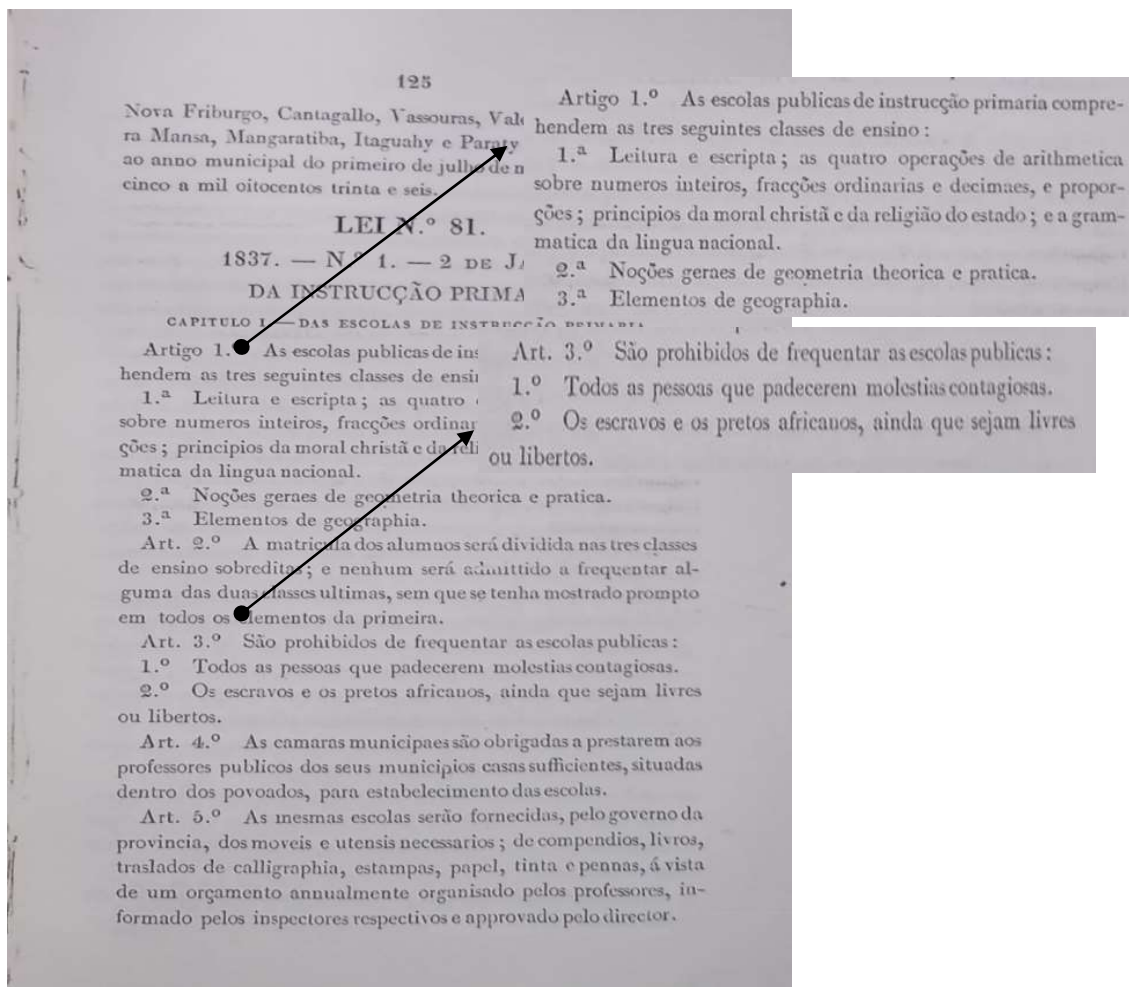 125
Nova Friburgo, Cantagallo, Vassouras, Val
ra Mansa, Mangaratiba, Itaguahy e Paraty
ao anno municipal do primeiro de julho de n
cinco a mil oitocentos trinta e seis.
LEI N.º 81.
1837. — N.º 1. — 2 DE JA
DA INSTRUCÇÃO PRIMA
CAPITULO I — DAS ESCOLAS DE INSTRUCÇÃO PRIMARIA
Artigo 1.º As escolas publicas de ins
hendem as tres seguintes classes de ensi
1.ª Leitura e escripta; as quatro
sobre numeros inteiros, fracções ordinar
ções; principios da moral christã e da reli
matica da lingua nacional.
2.ª Noções geraes de geometria theorica e pratica.
3.ª Elementos de geographia.
Art. 2.º A matricula dos alumnos será dividida nas tres classes
de ensino sobreditas; e nenhum será admittido a frequentar al-
guma das duas classes ultimas, sem que se tenha mostrado prompto
em todos os elementos da primeira.
Art. 3.º São prohibidos de frequentar as escolas publicas:
1.º Todos as pessoas que padecerem molestias contagiosas.
2.º Os escravos e os pretos africanos, ainda que sejam livres
ou libertos.
Art. 4.º As camaras municipaes são obrigadas a prestarem aos
professores publicos dos seus municipios casas sufficientes, situadas
dentro dos povoados, para estabelecimento das escolas.
Art. 5.º As mesmas escolas serão fornecidas, pelo governo da
provincia, dos moveis e utensis necessarios; de compendios, livros,
traslados de calligraphia, estampas, papel, tinta e pennas, á vista
de um orçamento annualmente organisado pelos professores, in-
formado pelos inspectores respectivos e approvado pelo director.
Artigo 1.º As escolas publicas de instrucção primaria compre-
hendem as tres seguintes classes de ensino:
1.ª Leitura e escripta; as quatro operações de arithmetica
sobre numeros inteiros, fracções ordinarias e decimaes, e propor-
ções; principios da moral christã e da religião do estado; e a gram-
matica da lingua nacional.
2.ª Noções geraes de geometria theorica e pratica.
3.ª Elementos de geographia.
Art. 3.º São prohibidos de frequentar as escolas publicas:
1.º Todos as pessoas que padecerem molestias contagiosas.
2.º Os escravos e os pretos africanos, ainda que sejam livres
ou libertos.